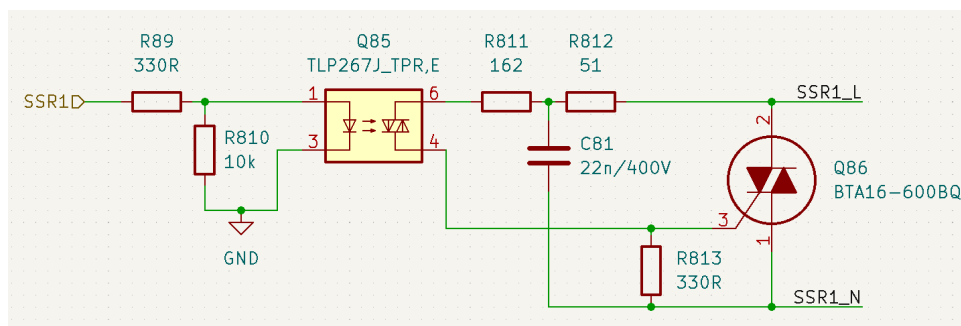 R89
330R
Q85
TLP267J_TPR,E
R811
162
R812
51
SSR1
1
6
SSR1_L
R810
10k
3
4
C81
22n/400V
2
Q86
BTA16-600BQ
3
1
GND
R813
330R
SSR1_N